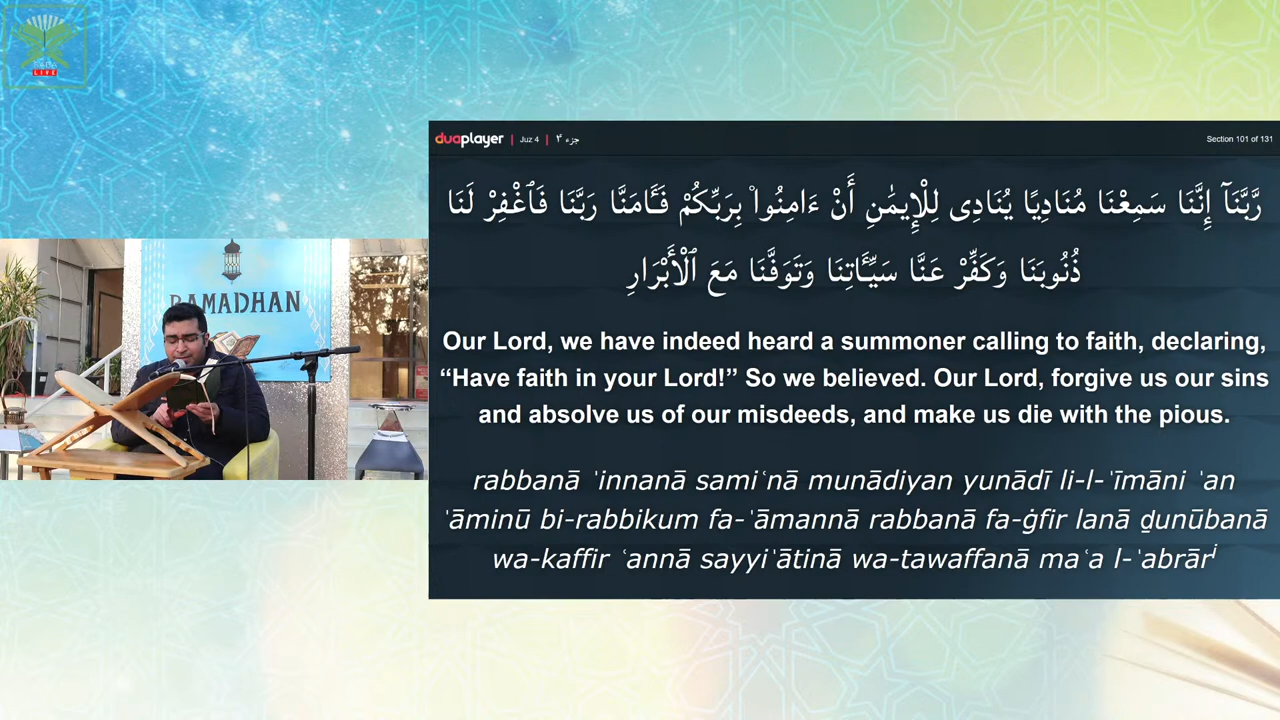 LIVE
duaplayer | Juz 4 | جزء ۴
Section 101 of 131
رَّبَّنَآ إِنَّنَا سَمِعْنَا مُنَادِيًا يُنَادِى لِلْإِيمَٰنِ أَنْ ءَامِنُوا۟ بِرَبِّكُمْ فَـَٔامَنَّا رَبَّنَا فَٱغْفِرْ لَنَا
ذُنُوبَنَا وَكَفِّرْ عَنَّا سَيِّـَٔاتِنَا وَتَوَفَّنَا مَعَ ٱلْأَبْرَارِ
Our Lord, we have indeed heard a summoner calling to faith, declaring,
“Have faith in your Lord!” So we believed. Our Lord, forgive us our sins
and absolve us of our misdeeds, and make us die with the pious.
rabbanā ʾinnanā samiʿnā munādiyan yunādī li-l-ʾīmāni ʾan
ʾāminū bi-rabbikum fa-ʾāmannā rabbanā fa-ġfir lanā ḏunūbanā
wa-kaffir ʿannā sayyiʾātinā wa-tawaffanā maʿa l-ʾabrārⁱ
RAMADHAN